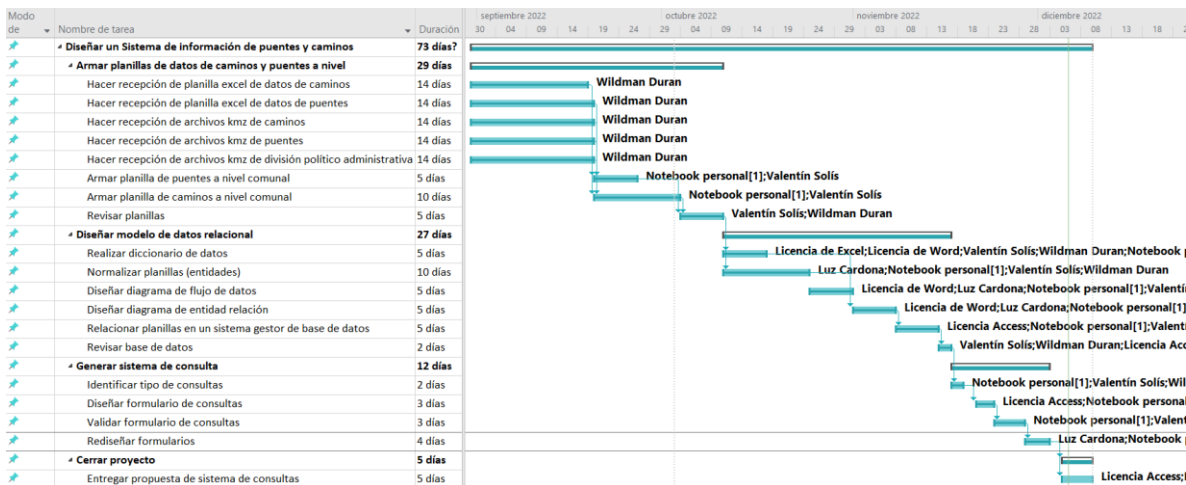 Modo de Nombre de tarea Duración
septiembre 2022 octubre 2022 noviembre 2022 diciembre 2022
30 04 09 14 19 24 29 04 09 14 19 24 29 03 08 13 18 23 28 03 08 13 18
Diseñar un Sistema de información de puentes y caminos 73 días?
Armar planillas de datos de caminos y puentes a nivel 29 días
Hacer recepción de planilla excel de datos de caminos 14 días Wildman Duran
Hacer recepción de planilla excel de datos de puentes 14 días Wildman Duran
Hacer recepción de archivos kmz de caminos 14 días Wildman Duran
Hacer recepción de archivos kmz de puentes 14 días Wildman Duran
Hacer recepción de archivos kmz de división político administrativa 14 días Wildman Duran
Armar planilla de puentes a nivel comunal 5 días Notebook personal[1];Valentín Solís
Armar planilla de caminos a nivel comunal 10 días Notebook personal[1];Valentín Solís
Revisar planillas 5 días Valentín Solís;Wildman Duran
Diseñar modelo de datos relacional 27 días
Realizar diccionario de datos 5 días Licencia de Excel;Licencia de Word;Valentín Solís;Wildman Duran;Notebook
Normalizar planillas (entidades) 10 días Luz Cardona;Notebook personal[1];Valentín Solís;Wildman Duran
Diseñar diagrama de flujo de datos 5 días Licencia de Word;Luz Cardona;Notebook personal[1];Valentí
Diseñar diagrama de entidad relación 5 días Licencia de Word;Luz Cardona;Notebook personal[1]
Relacionar planillas en un sistema gestor de base de datos 5 días Licencia Access;Notebook personal[1];Valent
Revisar base de datos 2 días Valentín Solís;Wildman Duran;Licencia Acc
Generar sistema de consulta 12 días
Identificar tipo de consultas 2 días Notebook personal[1];Valentín Solís;Wil
Diseñar formulario de consultas 3 días Licencia Access;Notebook personal
Validar formulario de consultas 3 días Notebook personal[1];Valent
Rediseñar formularios 4 días Luz Cardona;Notebook
Cerrar proyecto 5 días
Entregar propuesta de sistema de consultas 5 días Licencia Access;